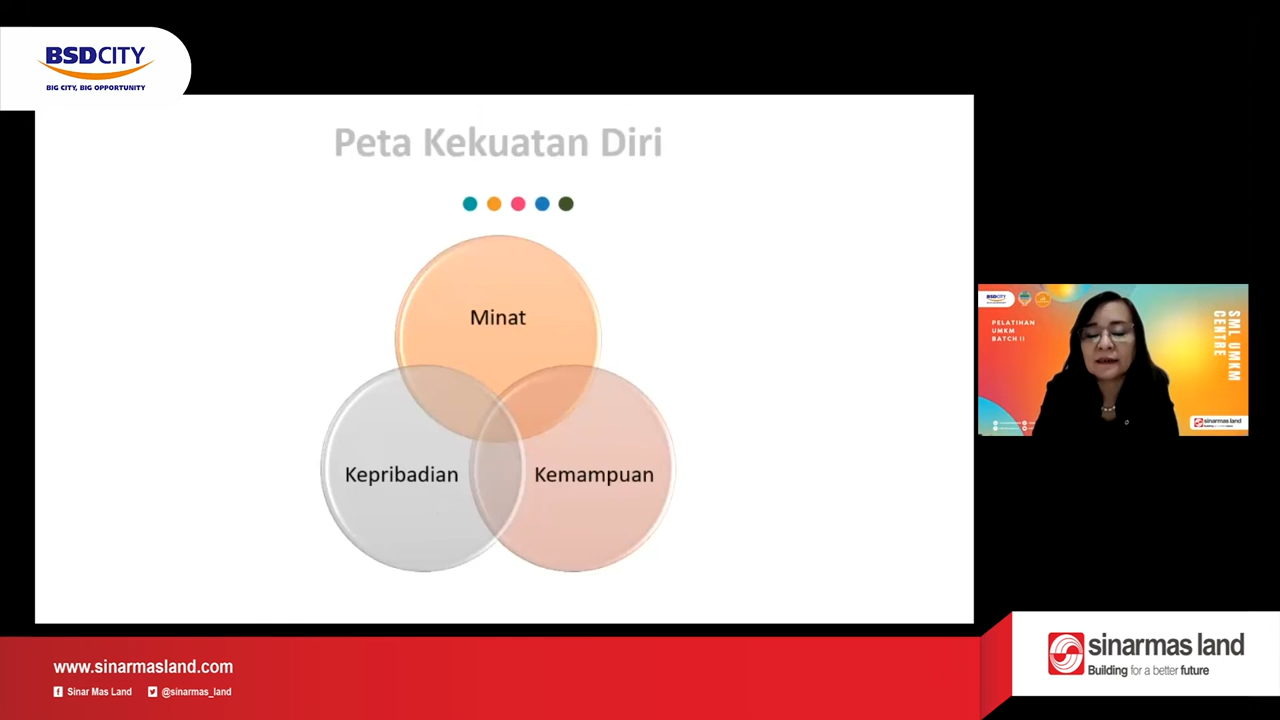 BSDCITY
BIG CITY, BIG OPPORTUNITY
Peta Kekuatan Diri
Minat
Kepribadian
Kemampuan
BSDCITY
PELATIHAN
UMKM
BATCH II
SML UMKM
CENTRE
sinarmas land
www.sinarmasland.com
Sinar Mas Land
@sinarmas_land
sinarmas land
Building for a better future